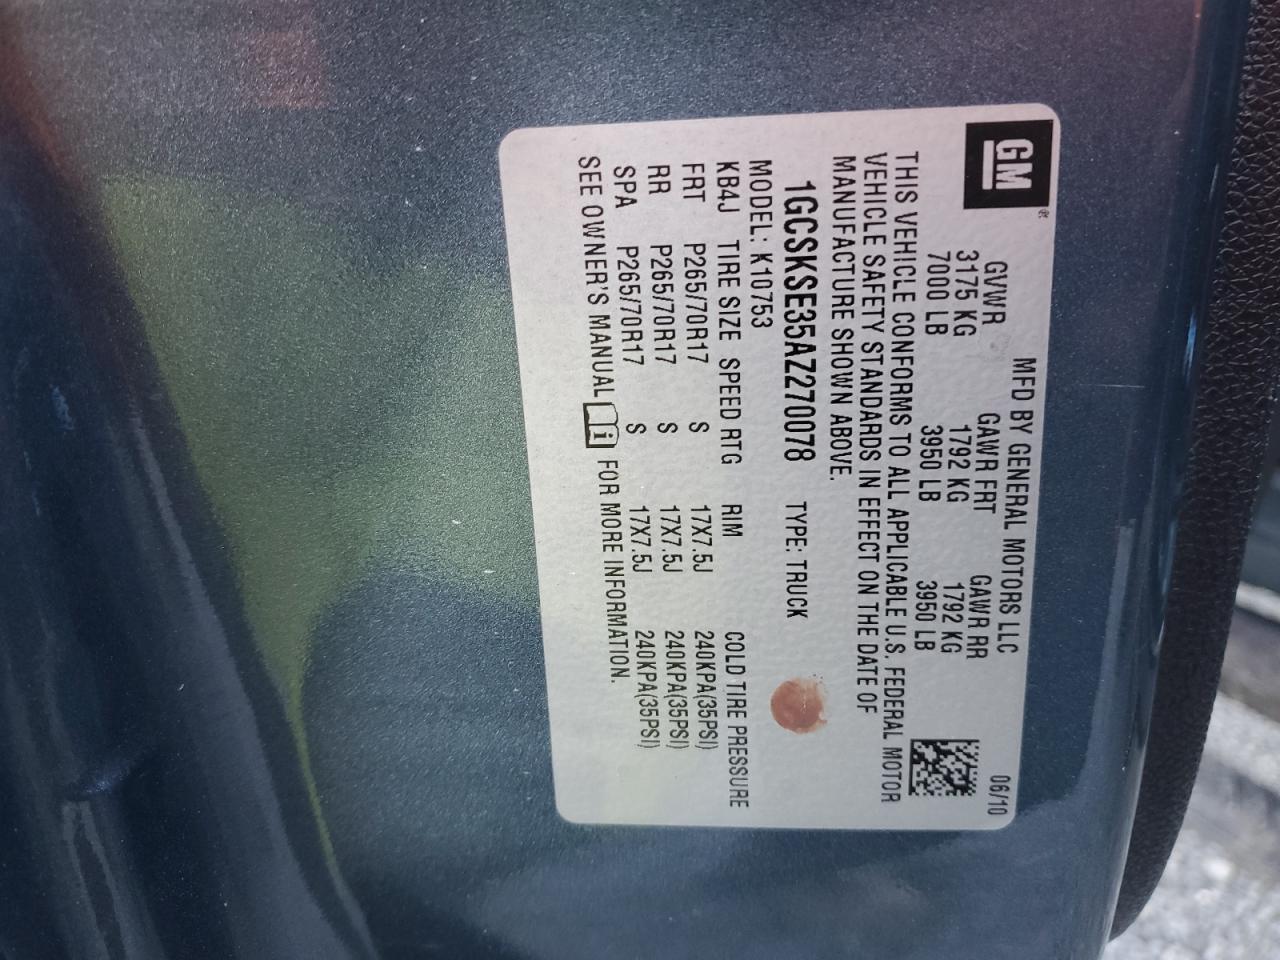 GM®
MFD BY GENERAL MOTORS LLC 06/10
GVWR GAWR FRT GAWR RR
3175 KG 1792 KG 1792 KG
7000 LB 3950 LB 3950 LB
THIS VEHICLE CONFORMS TO ALL APPLICABLE U.S. FEDERAL MOTOR
VEHICLE SAFETY STANDARDS IN EFFECT ON THE DATE OF
MANUFACTURE SHOWN ABOVE.
1GCSKSE35AZ270078 TYPE: TRUCK
MODEL: K10753
KB4J TIRE SIZE SPEED RTG RIM COLD TIRE PRESSURE
FRT P265/70R17 S 17X7.5J 240KPA(35PSI)
RR P265/70R17 S 17X7.5J 240KPA(35PSI)
SPA P265/70R17 S 17X7.5J 240KPA(35PSI)
SEE OWNER'S MANUAL i FOR MORE INFORMATION.